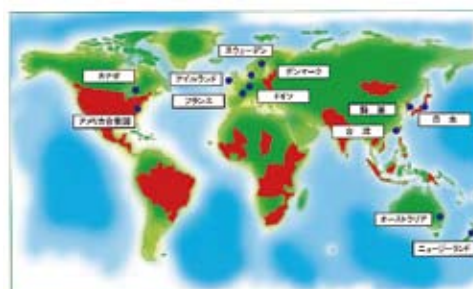 スウェーデン
カナダ
アイルランド
デンマーク
フランス
ドイツ
アメリカ合衆国
韓国
日本
台湾
オーストラリア
ニュージーランド